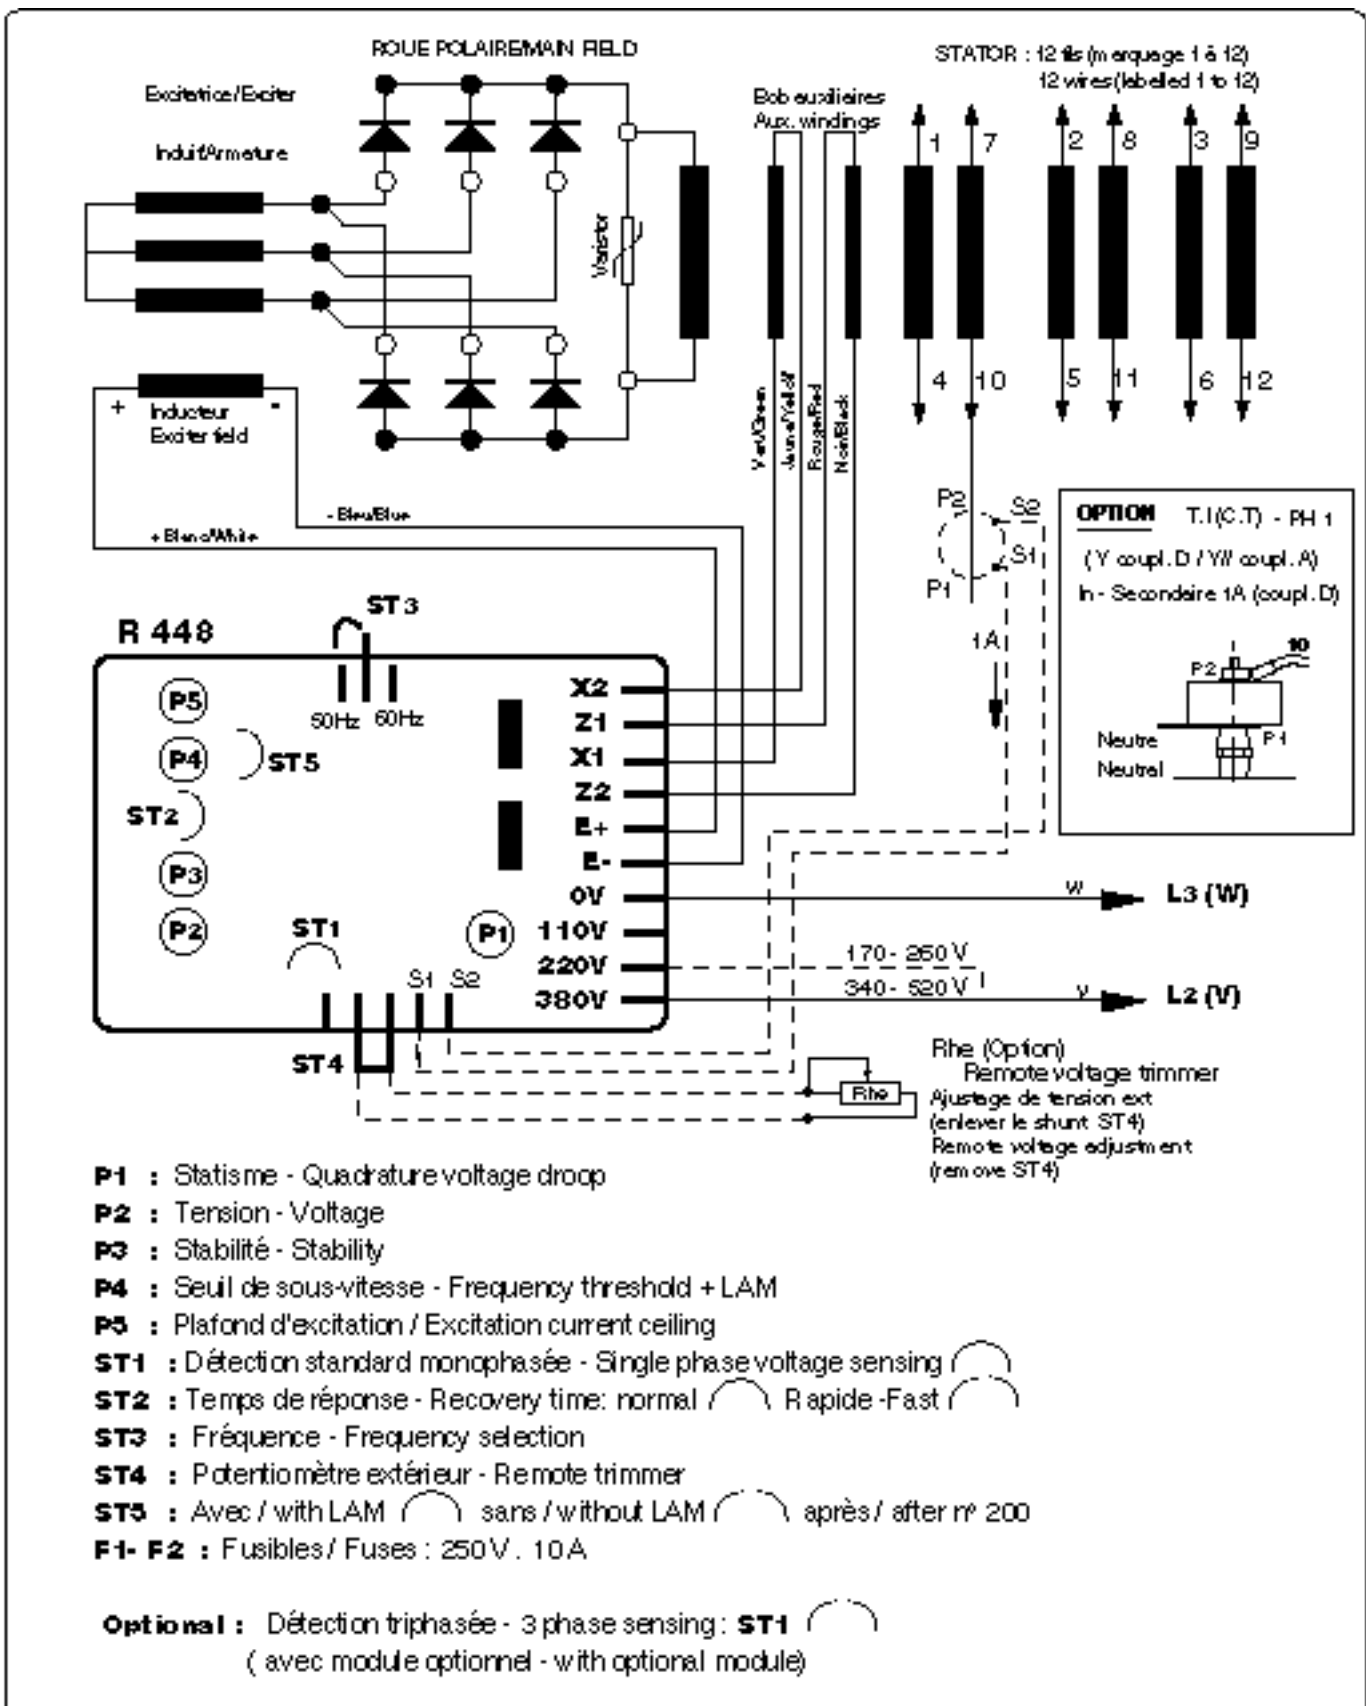 ROUE POLAIRE/MAIN FIELD
STATOR : 12 fils (marquage 1 à 12)
12 wires (labelled 1 to 12)
Excitatrice/Exciter
Bob auxiliaires
Aux. windings
Induit/Armature
1
7
2
8
3
9
Varistor
4
10
5
11
6
12
+
-
Inducteur
Exciter field
Vert/Green
Jaune/Yellow
Rouge/Red
Noir/Black
- Bleu/Blue
+ Blanc/White
P2
S2
S1
P1
1A
OPTION T.I(C.T) - PH 1
(Y coupl. D / Y// coupl. A)
In - Secondaire 1A (coupl. D)
10
P2
P1
Neutre
Neutral
R 448
ST3
50Hz
60Hz
P5
P4
ST5
ST2
P3
P2
ST1
P1
S1
S2
ST4
X2
Z1
X1
Z2
E+
E-
0V
110V
220V
380V
W
L3 (W)
170 - 260 V
340 - 520 V
V
L2 (V)
Rhe
Rhe (Option)
Remote voltage trimmer
Ajustage de tension ext
(enlever le shunt ST4)
Remote voltage adjustment
(remove ST4)
P1 : Statisme - Quadrature voltage droop
P2 : Tension - Voltage
P3 : Stabilité - Stability
P4 : Seuil de sous-vitesse - Frequency threshold + LAM
P5 : Plafond d'excitation / Excitation current ceiling
ST1 : Détection standard monophasée - Single phase voltage sensing
ST2 : Temps de réponse - Recovery time: normal Rapide -Fast
ST3 : Fréquence - Frequency selection
ST4 : Potentiomètre extérieur - Remote trimmer
ST5 : Avec / with LAM sans / without LAM après / after n° 200
F1- F2 : Fusibles / Fuses : 250V . 10A
Optional : Détection triphasée - 3 phase sensing : ST1
( avec module optionnel - with optional module)